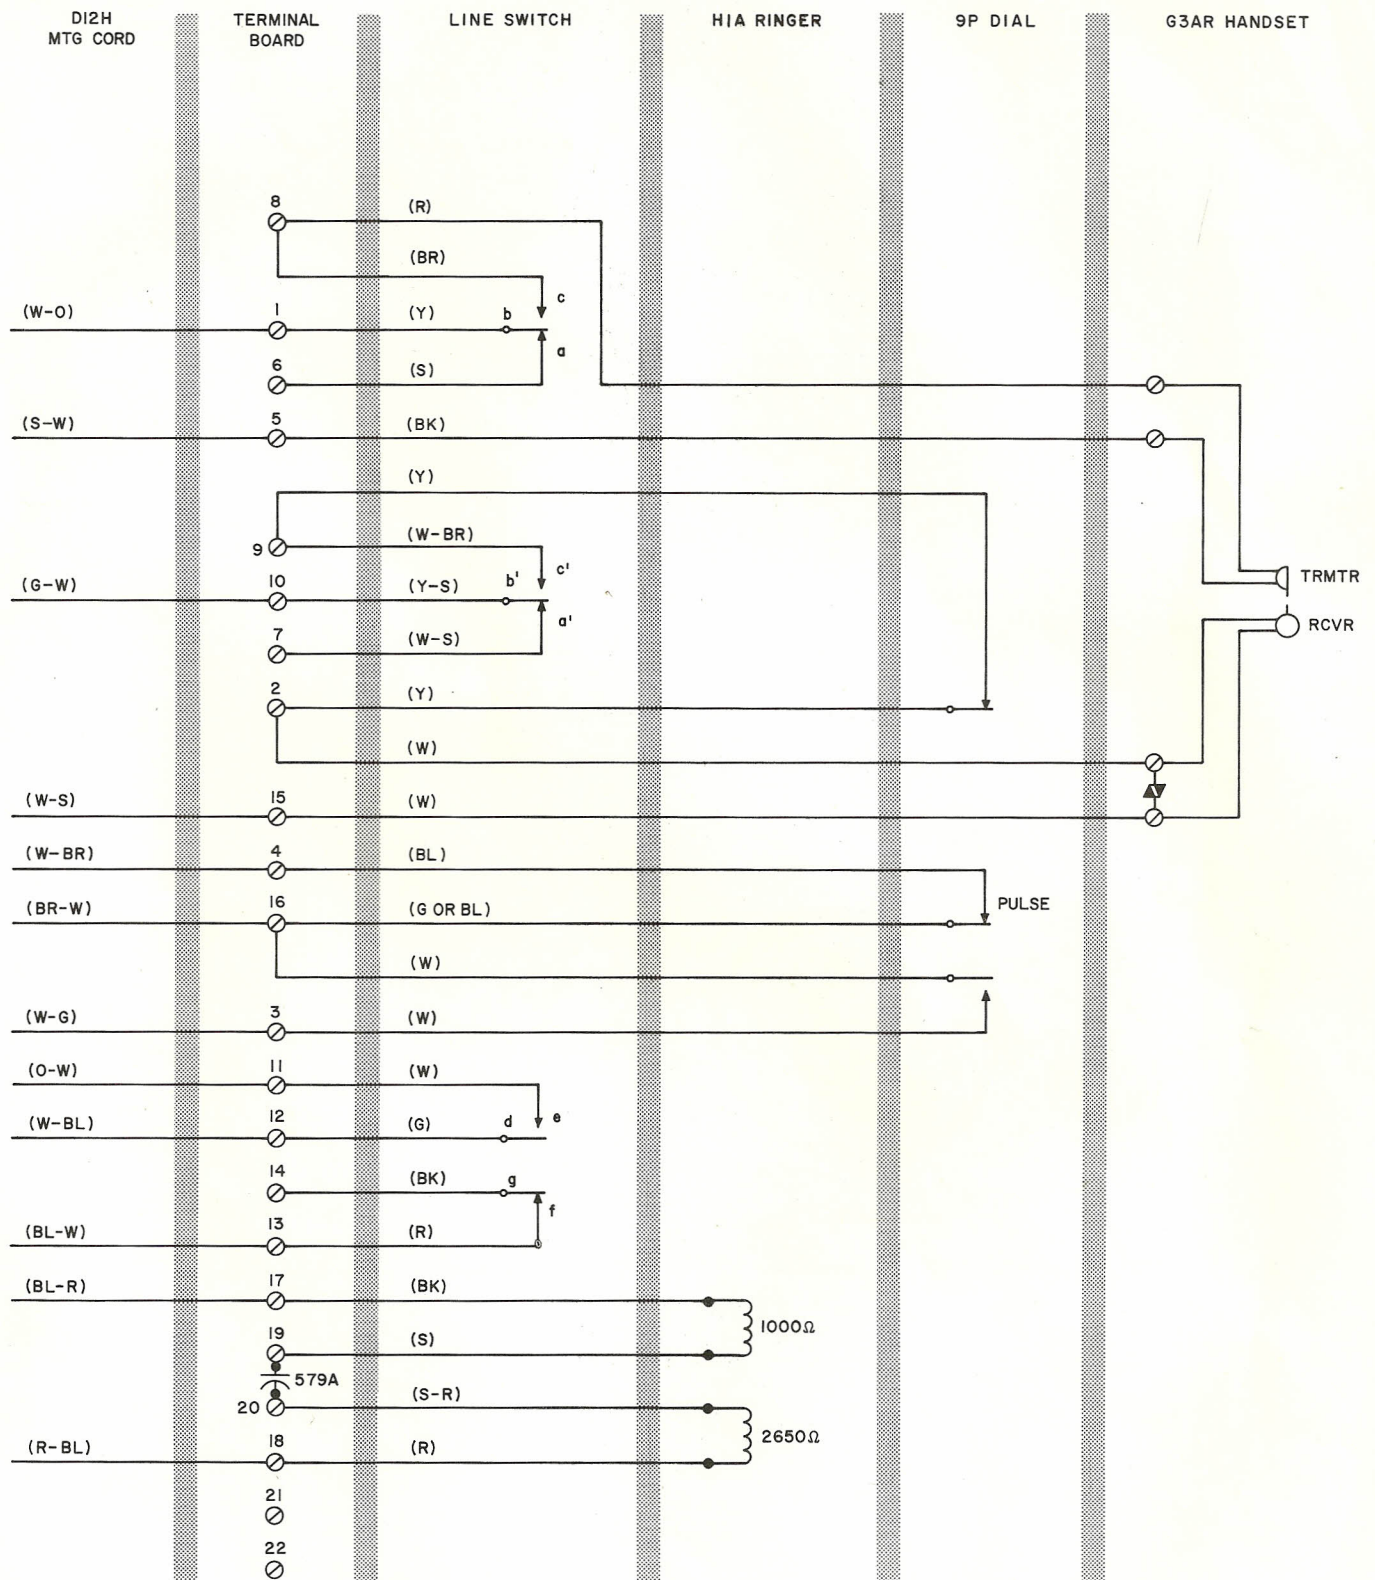 D12H MTG CORD
TERMINAL BOARD
LINE SWITCH
H1A RINGER
9P DIAL
G3AR HANDSET
8
(R)
(BR)
c
(W-O)
1
(Y)
b
a
6
(S)
(S-W)
5
(BK)
(Y)
9
(W-BR)
c'
(G-W)
10
(Y-S)
b'
a'
TRMTR
7
(W-S)
RCVR
2
(Y)
(W)
(W-S)
15
(W)
(W-BR)
4
(BL)
(BR-W)
16
(G OR BL)
PULSE
(W)
(W-G)
3
(W)
(O-W)
11
(W)
e
(W-BL)
12
(G)
d
14
(BK)
g
f
(BL-W)
13
(R)
(BL-R)
17
(BK)
1000Ω
19
(S)
579A
20
(S-R)
2650Ω
(R-BL)
18
(R)
21
22